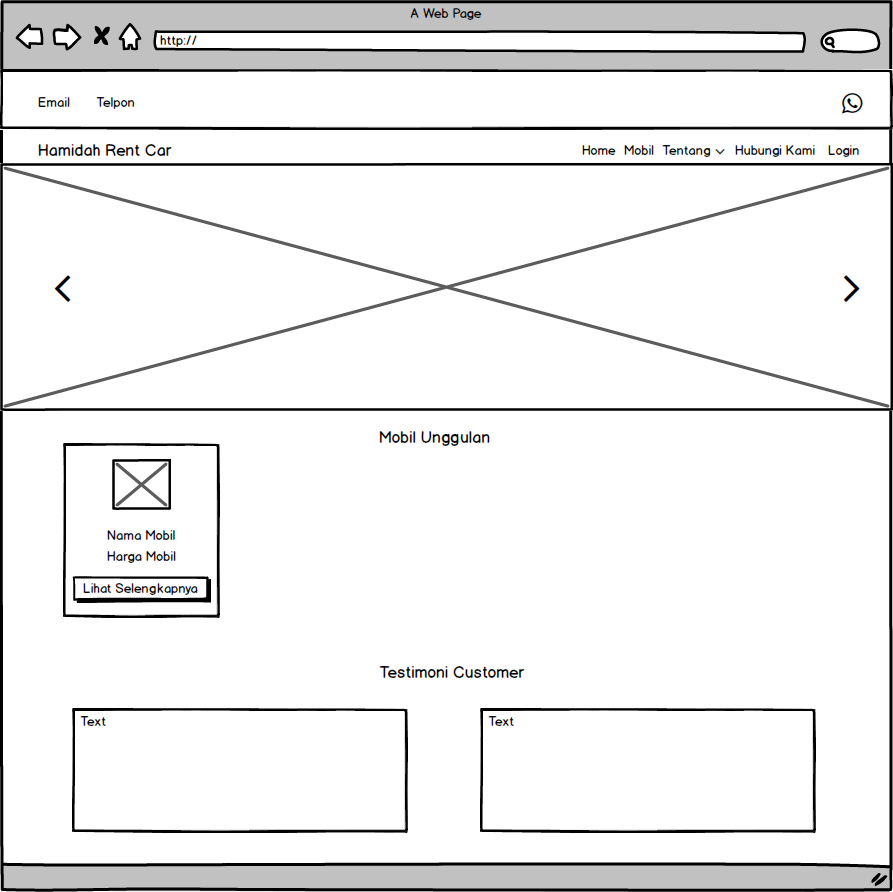 A Web Page
http://
Email Telpon
Hamidah Rent Car Home Mobil Tentang Hubungi Kami Login
Mobil Unggulan
Nama Mobil
Harga Mobil
Lihat Selengkapnya
Testimoni Customer
Text Text